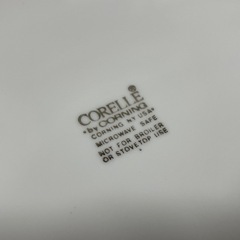 CORELLE®
by CORNING
CORNING NY USA
MICROWAVE SAFE
NOT FOR BROILER
OR STOVETOP USE